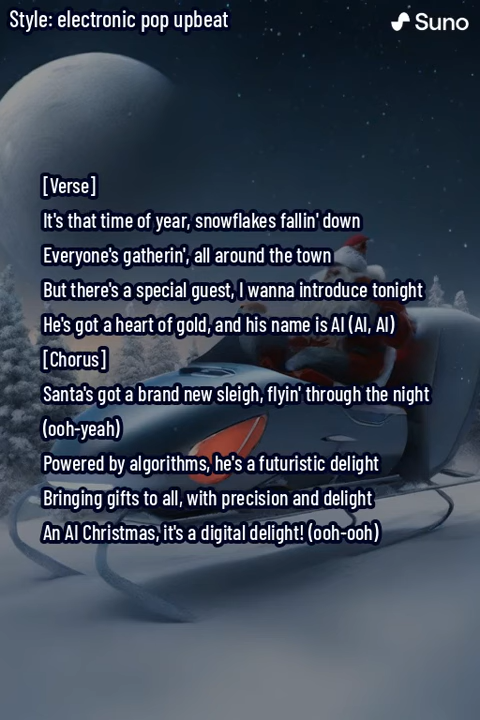 Style: electronic pop upbeat
Suno
[Verse]
It's that time of year, snowflakes fallin' down
Everyone's gatherin', all around the town
But there's a special guest, I wanna introduce tonight
He's got a heart of gold, and his name is AI (AI, AI)
[Chorus]
Santa's got a brand new sleigh, flyin' through the night
(ooh-yeah)
Powered by algorithms, he's a futuristic delight
Bringing gifts to all, with precision and delight
An AI Christmas, it's a digital delight! (ooh-ooh)